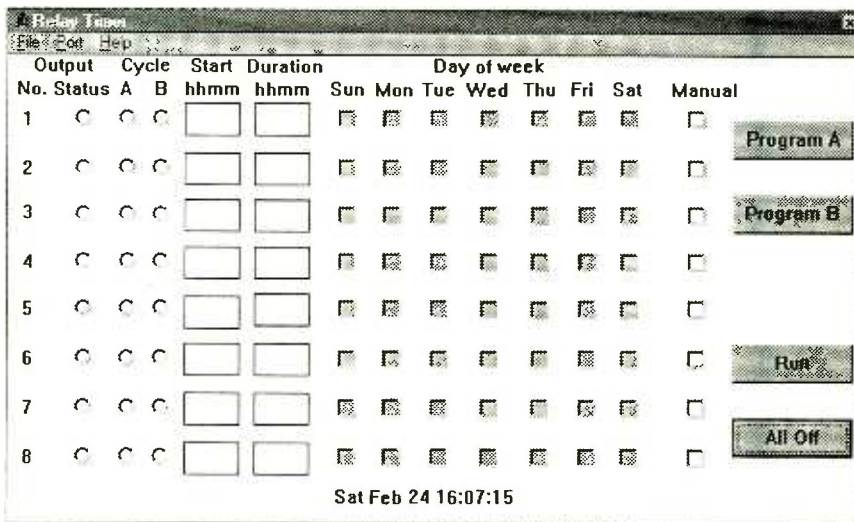 Relay Timer
File Port Help
Output Cycle Start Duration Day of week
No. Status A B hhmm hhmm Sun Mon Tue Wed Thu Fri Sat Manual
1
Program A
2
3
Program B
4
5
6
Run
7
All Off
8
Sat Feb 24 16:07:15